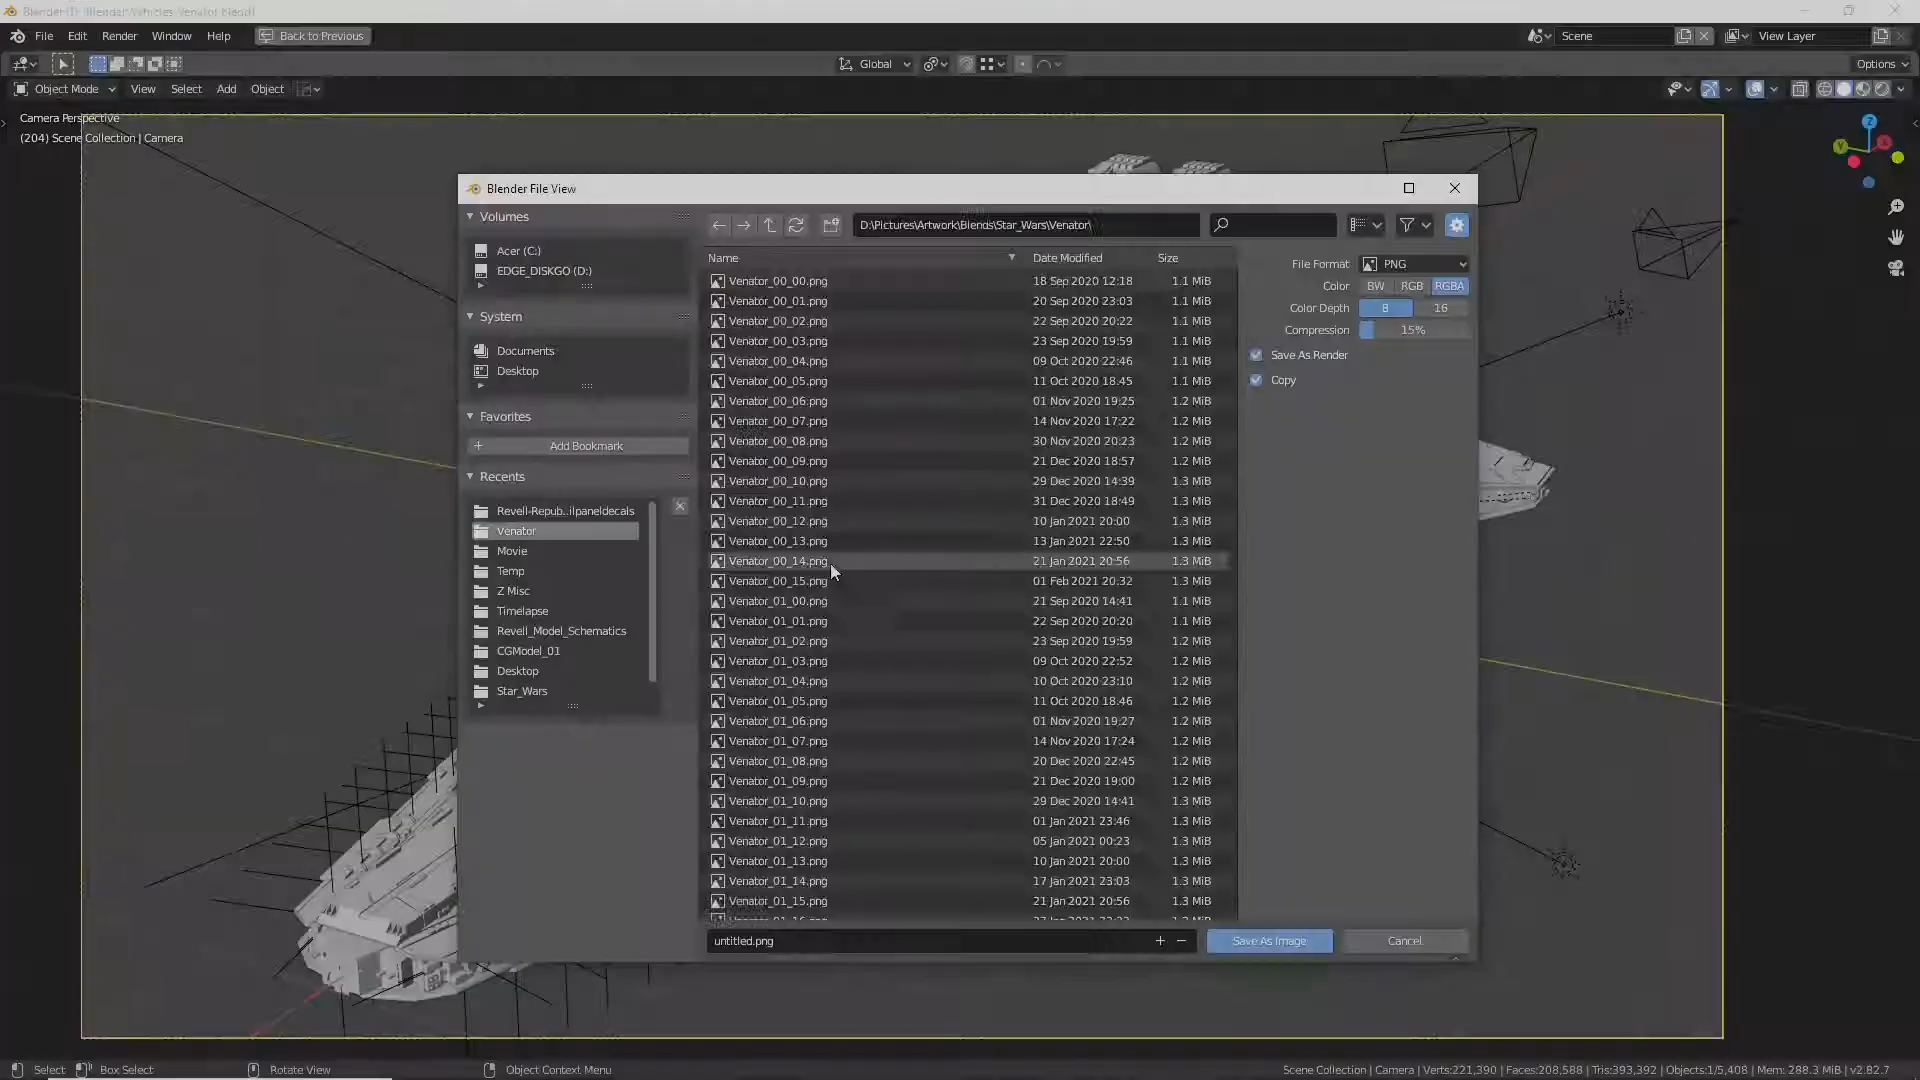 Blender [D:\Blender\Vehicles\Venator.blend]
File Edit Render Window Help Back to Previous Scene View Layer
Global Options
Object Mode View Select Add Object
Camera Perspective
(204) Scene Collection | Camera
Z
Y
X
Blender File View
Volumes
Acer (C:)
EDGE_DISKGO (D:)
System
Documents
Desktop
Favorites
Add Bookmark
Recents
Revell-Repub..ilpaneldecals
Venator
Movie
Temp
Z Misc
Timelapse
Revell_Model_Schematics
CGModel_01
Desktop
Star_Wars
D:\Pictures\Artwork\Blends\Star_Wars\Venator\
Name Date Modified Size
Venator_00_00.png 18 Sep 2020 12:18 1.1 MiB
Venator_00_01.png 20 Sep 2020 23:03 1.1 MiB
Venator_00_02.png 22 Sep 2020 20:22 1.1 MiB
Venator_00_03.png 23 Sep 2020 19:59 1.1 MiB
Venator_00_04.png 09 Oct 2020 22:46 1.1 MiB
Venator_00_05.png 11 Oct 2020 18:45 1.1 MiB
Venator_00_06.png 01 Nov 2020 19:25 1.2 MiB
Venator_00_07.png 14 Nov 2020 17:22 1.2 MiB
Venator_00_08.png 30 Nov 2020 20:23 1.2 MiB
Venator_00_09.png 21 Dec 2020 18:57 1.2 MiB
Venator_00_10.png 29 Dec 2020 14:39 1.3 MiB
Venator_00_11.png 31 Dec 2020 18:49 1.3 MiB
Venator_00_12.png 10 Jan 2021 20:00 1.3 MiB
Venator_00_13.png 13 Jan 2021 22:50 1.3 MiB
Venator_00_14.png 21 Jan 2021 20:56 1.3 MiB
Venator_00_15.png 01 Feb 2021 20:32 1.3 MiB
Venator_01_00.png 21 Sep 2020 14:41 1.1 MiB
Venator_01_01.png 22 Sep 2020 20:20 1.1 MiB
Venator_01_02.png 23 Sep 2020 19:59 1.2 MiB
Venator_01_03.png 09 Oct 2020 22:52 1.2 MiB
Venator_01_04.png 10 Oct 2020 23:10 1.2 MiB
Venator_01_05.png 11 Oct 2020 18:46 1.2 MiB
Venator_01_06.png 01 Nov 2020 19:27 1.2 MiB
Venator_01_07.png 14 Nov 2020 17:24 1.2 MiB
Venator_01_08.png 20 Dec 2020 22:45 1.2 MiB
Venator_01_09.png 21 Dec 2020 19:00 1.2 MiB
Venator_01_10.png 29 Dec 2020 14:41 1.3 MiB
Venator_01_11.png 01 Jan 2021 23:46 1.3 MiB
Venator_01_12.png 05 Jan 2021 00:23 1.3 MiB
Venator_01_13.png 10 Jan 2021 20:00 1.3 MiB
Venator_01_14.png 17 Jan 2021 23:03 1.3 MiB
Venator_01_15.png 21 Jan 2021 20:56 1.3 MiB
File Format PNG
Color BW RGB RGBA
Color Depth 8 16
Compression 15%
Save As Render
Copy
untitled.png + − Save As Image Cancel
Select Box Select Rotate View Object Context Menu
Scene Collection | Camera | Verts:221,390 | Faces:208,588 | Tris:393,392 | Objects:1/5,408 | Mem: 288.3 MiB | v2.82.7